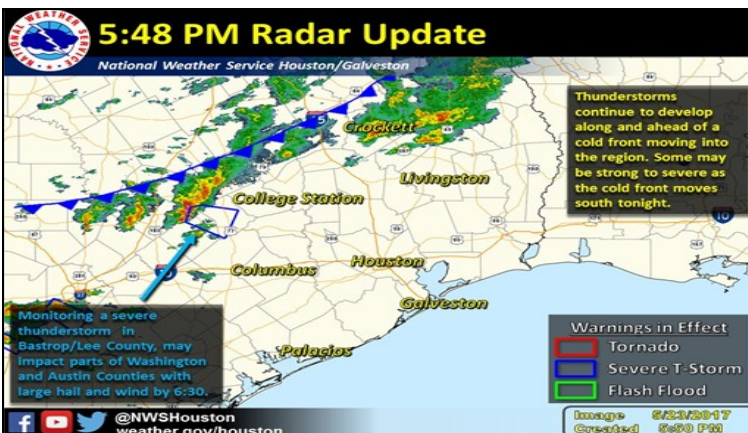 NATIONAL WEATHER SERVICE
5:48 PM Radar Update
National Weather Service Houston/Galveston
Thunderstorms
continue to develop
along and ahead of a
cold front moving into
the region. Some may
be strong to severe as
the cold front moves
south tonight.
Crockett
Livingston
College Station
Columbus
Houston
Galveston
Palacios
10
Monitoring a severe
thunderstorm in
Bastrop/Lee County, may
impact parts of Washington
and Austin Counties with
large hail and wind by 6:30.
Warnings in Effect
Tornado
Severe T-Storm
Flash Flood
@NWSHouston
weather.gov/houston
Image 5/23/2017
Created 5:50 PM